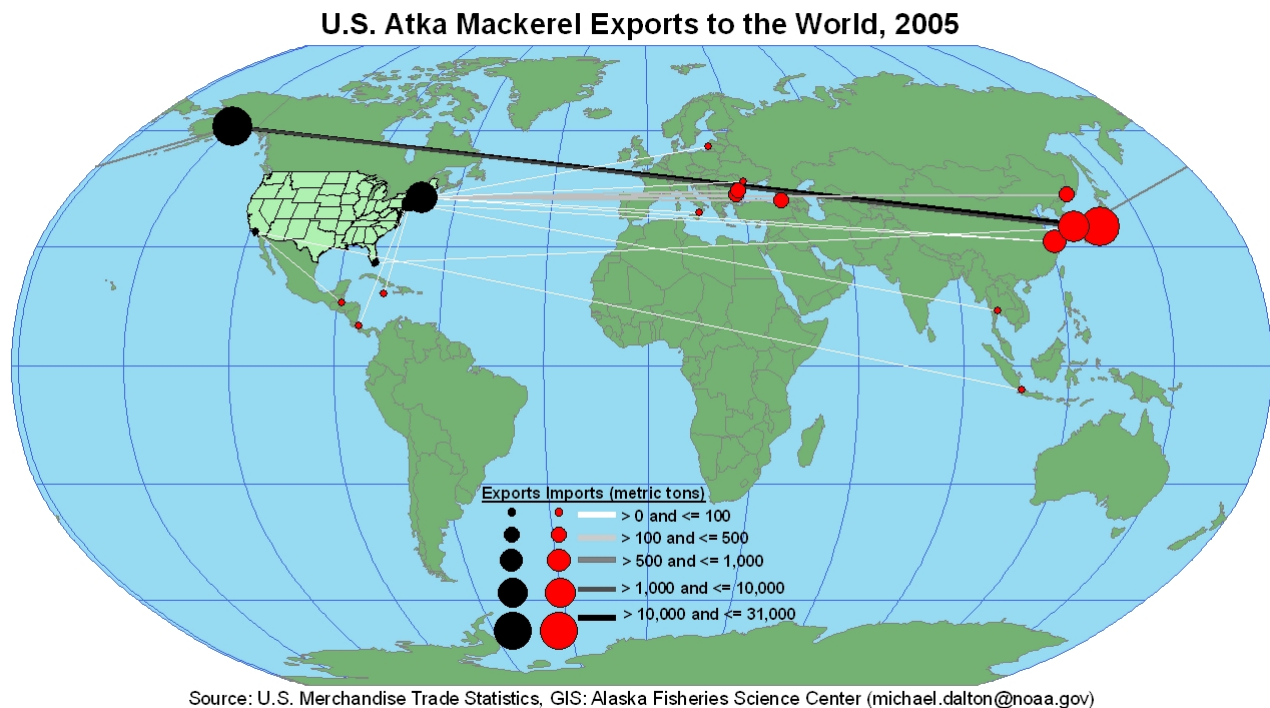 U.S. Atka Mackerel Exports to the World, 2005
Exports Imports (metric tons)
> 0 and <= 100
> 100 and <= 500
> 500 and <= 1,000
> 1,000 and <= 10,000
> 10,000 and <= 31,000
Source: U.S. Merchandise Trade Statistics, GIS: Alaska Fisheries Science Center (michael.dalton@noaa.gov)